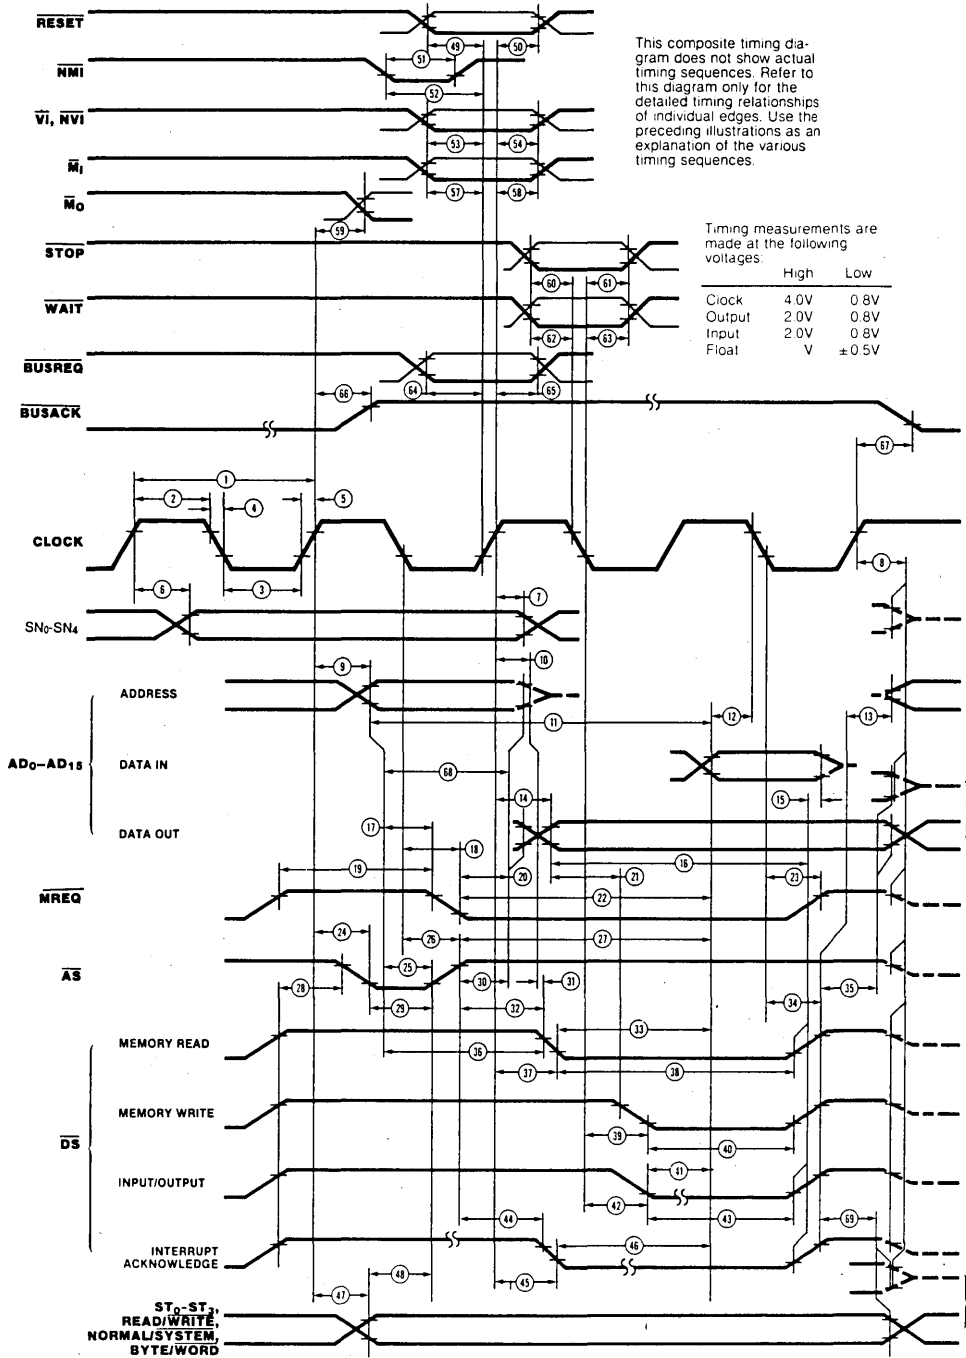 RESET
49
50
51
NMI
52
VI, NVI
53
54
MI
57
58
MO
59
STOP
60
61
WAIT
62
63
BUSREQ
64
65
66
BUSACK
67
This composite timing dia-
gram does not show actual
timing sequences. Refer to
this diagram only for the
detailed timing relationships
of individual edges. Use the
preceding illustrations as an
explanation of the various
timing sequences.
Timing measurements are
made at the following
voltages:
High Low
Clock 4.0V 0.8V
Output 2.0V 0.8V
Input 2.0V 0.8V
Float V ±0.5V
1
2
4
5
CLOCK
8
6
3
7
SN0-SN4
9
10
ADDRESS
11
12
13
AD0–AD15
DATA IN
68
14
15
17
DATA OUT
18
16
19
20
21
23
MREQ
22
24
26
27
AS
25
28
30
31
35
29
32
34
33
MEMORY READ
36
37
38
MEMORY WRITE
39
40
DS
41
INPUT/OUTPUT
42
43
44
69
46
INTERRUPT
ACKNOWLEDGE
45
48
47
ST0-ST3,
READ/WRITE,
NORMAL/SYSTEM,
BYTE/WORD